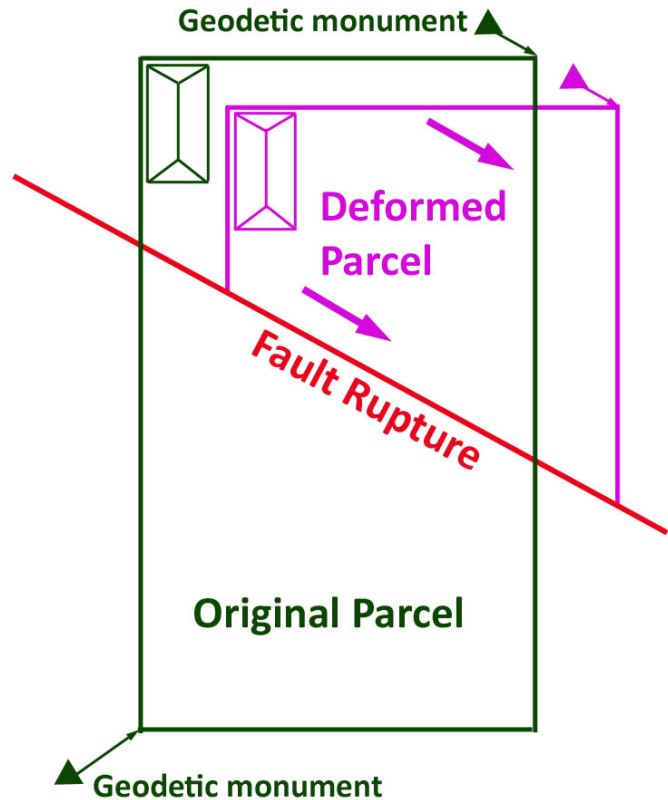 Geodetic monument
Deformed
Parcel
Fault Rupture
Original Parcel
Geodetic monument